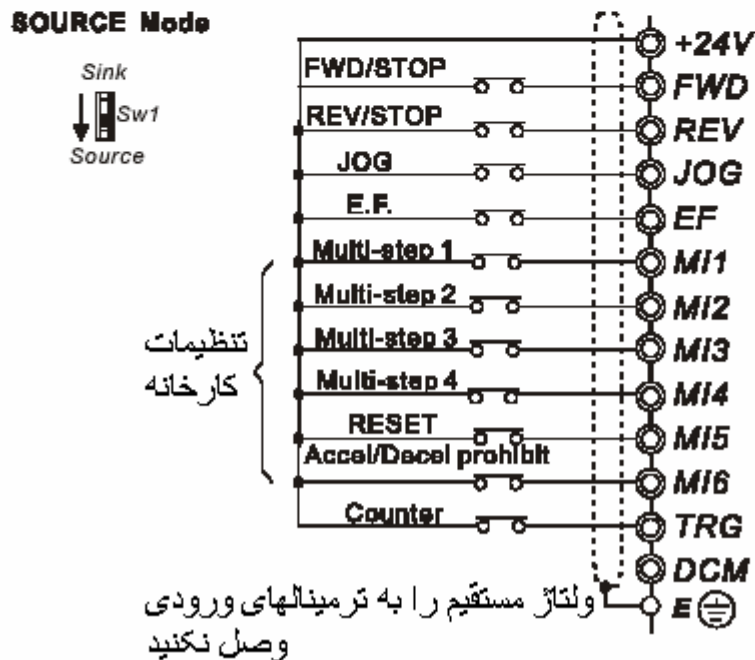 SOURCE Mode
Sink
Sw1
Source
+24V
FWD/STOP
FWD
REV/STOP
REV
JOG
JOG
E.F.
EF
Multi-step 1
MI1
Multi-step 2
MI2
Multi-step 3
MI3
Multi-step 4
MI4
RESET
MI5
Accel/Decel prohibit
MI6
Counter
TRG
DCM
E
تنظیمات
کارخانه
ولتاژ مستقیم را به ترمینالهای ورودی
وصل نکنید